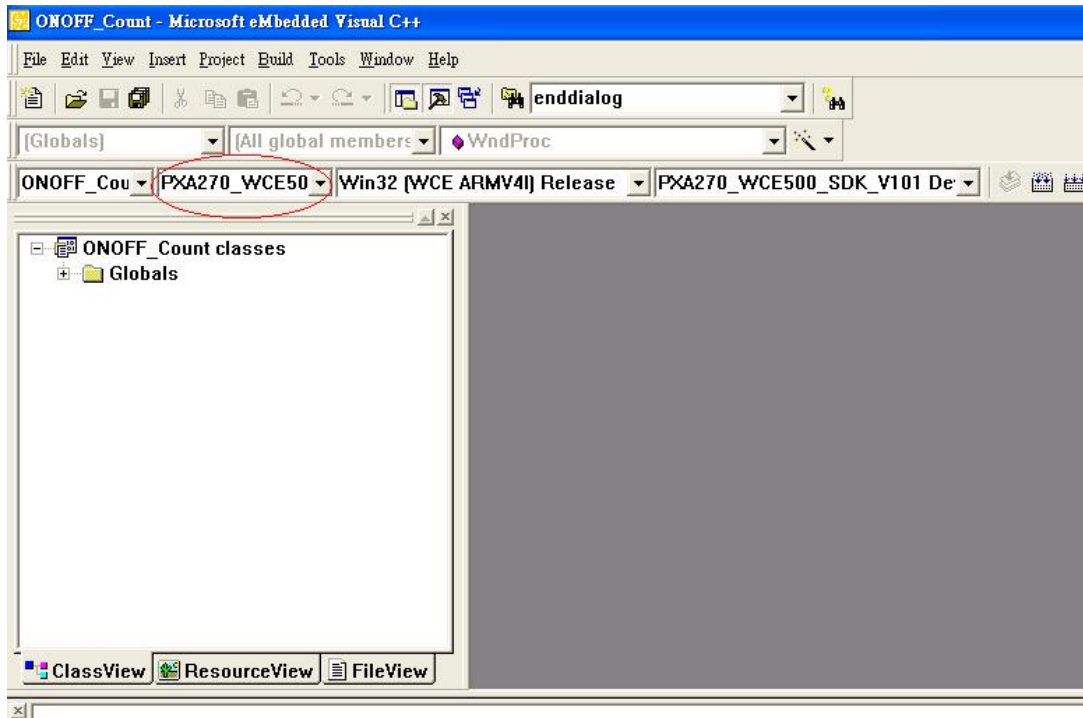 ONOFF_Count - Microsoft eMbedded Visual C++
File Edit View Insert Project Build Tools Window Help
enddialog
(Globals) (All global members WndProc
ONOFF_Cou PXA270_WCE50 Win32 (WCE ARMV4I) Release PXA270_WCE500_SDK_V101 De
ONOFF_Count classes
Globals
ClassView ResourceView FileView